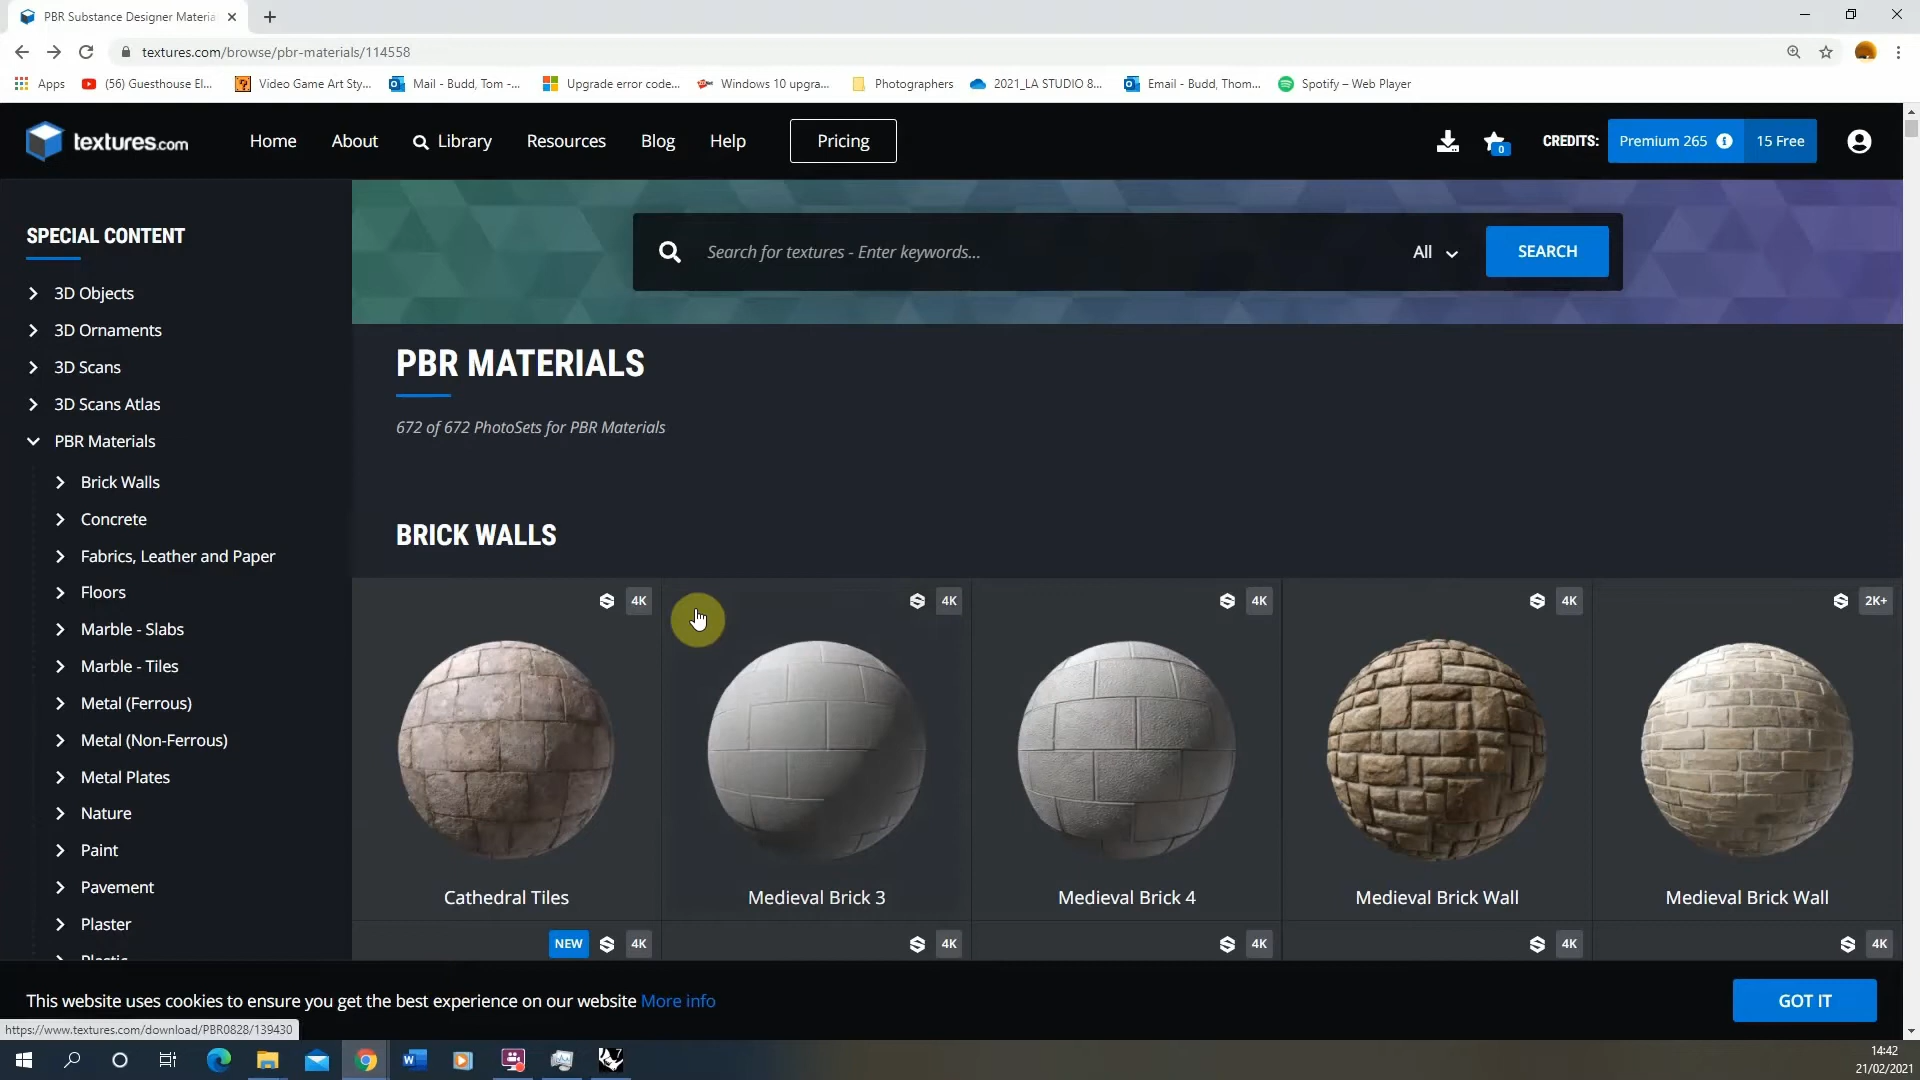 PBR Substance Designer Materia
textures.com/browse/pbr-materials/114558
Apps
(56) Guesthouse El...
Video Game Art Sty...
Mail - Budd, Tom -...
Upgrade error code...
Windows 10 upgra...
Photographers
2021_LA STUDIO 8...
Email - Budd, Thom...
Spotify – Web Player
textures.com
Home
About
Library
Resources
Blog
Help
Pricing
0
CREDITS:
Premium 265
15 Free
SPECIAL CONTENT
3D Objects
3D Ornaments
3D Scans
3D Scans Atlas
PBR Materials
Brick Walls
Concrete
Fabrics, Leather and Paper
Floors
Marble - Slabs
Marble - Tiles
Metal (Ferrous)
Metal (Non-Ferrous)
Metal Plates
Nature
Paint
Pavement
Plaster
Plastic
Search for textures - Enter keywords...
All
SEARCH
PBR MATERIALS
672 of 672 PhotoSets for PBR Materials
BRICK WALLS
4K
4K
4K
4K
2K+
Cathedral Tiles
Medieval Brick 3
Medieval Brick 4
Medieval Brick Wall
Medieval Brick Wall
NEW
4K
4K
4K
4K
4K
This website uses cookies to ensure you get the best experience on our website More info
GOT IT
https://www.textures.com/download/PBR0828/139430
14:42
21/02/2021